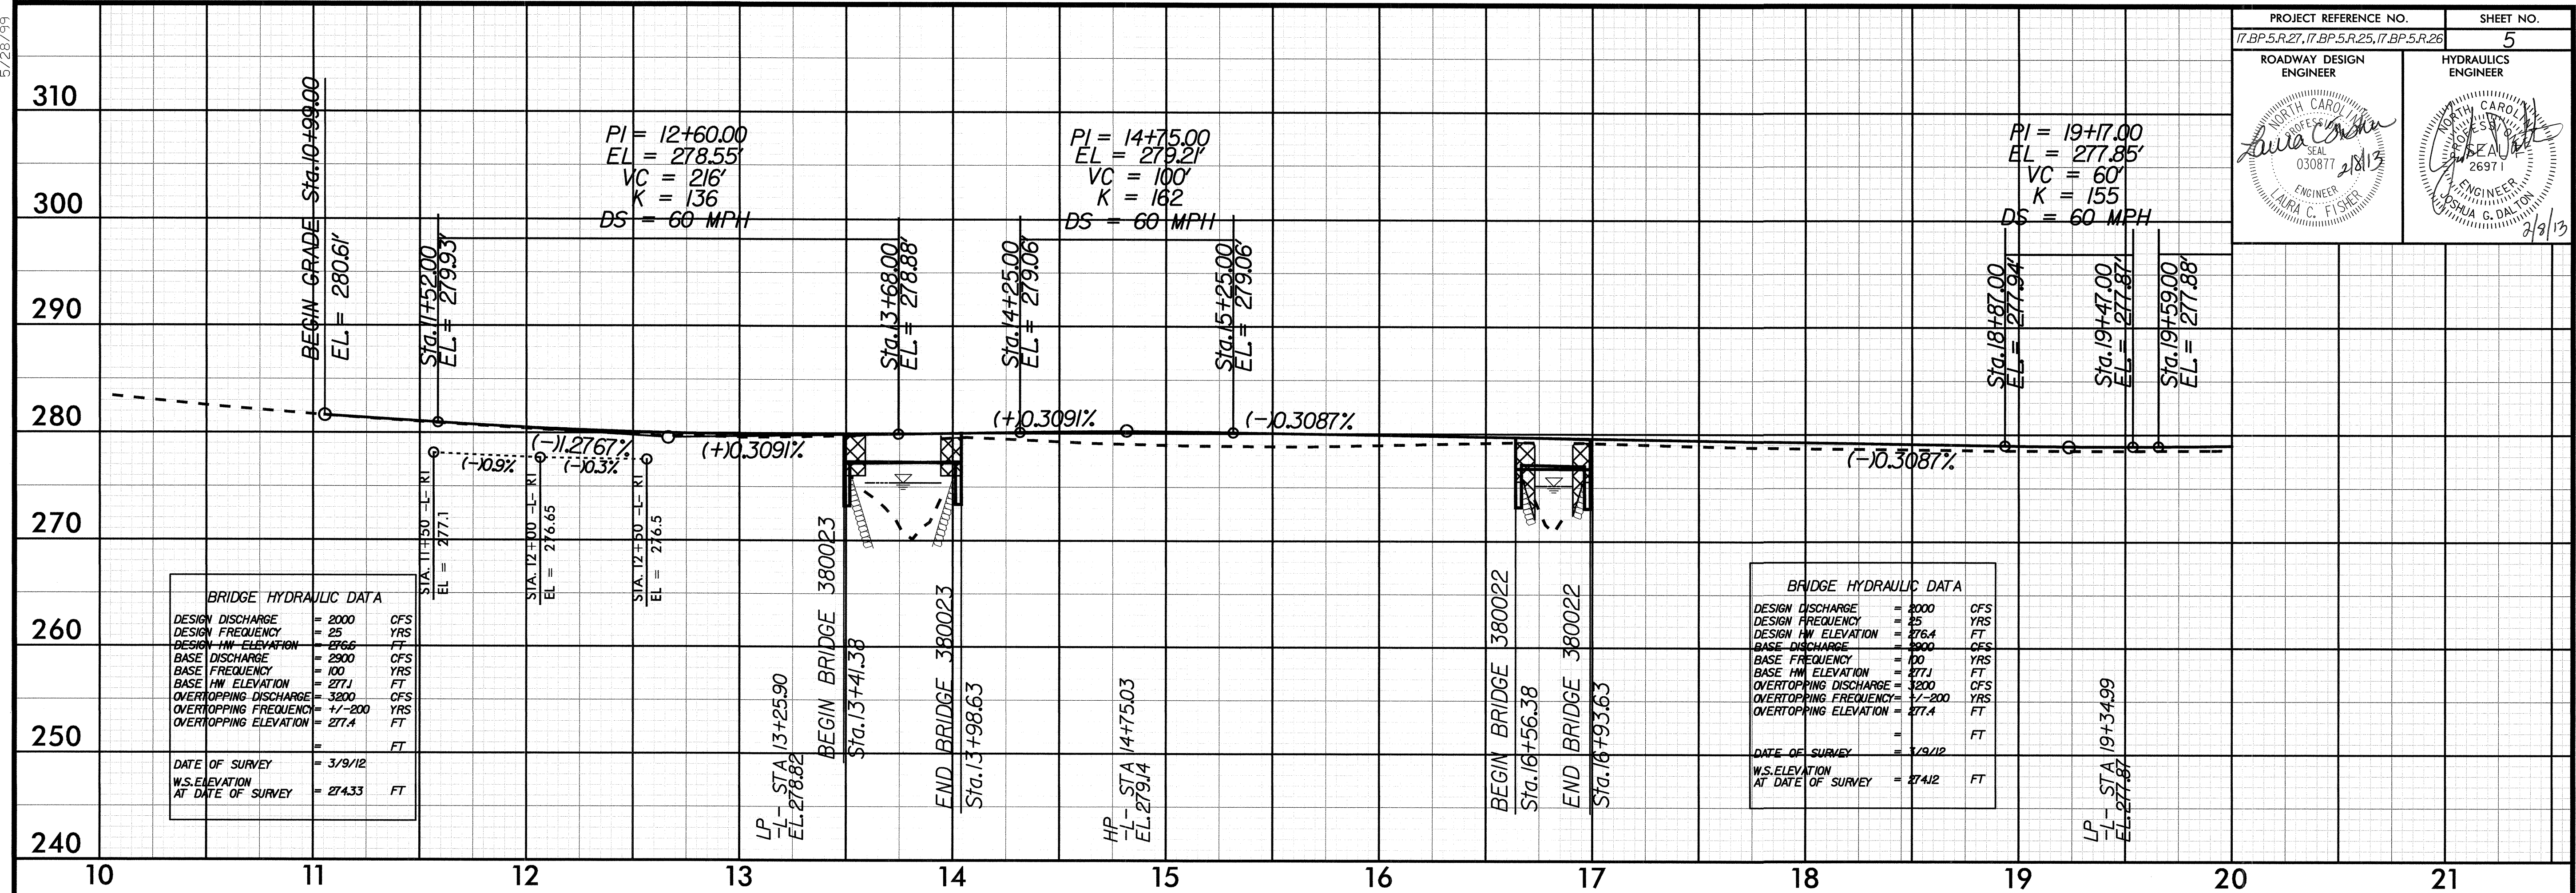 5/28/99
PROJECT REFERENCE NO.
SHEET NO.
17.BP.5.R.27, 17.BP.5.R.25, 17.BP.5.R.26
5
ROADWAY DESIGN
ENGINEER
HYDRAULICS
ENGINEER
NORTH CAROLINA
PROFESSIONAL
SEAL
030877
ENGINEER
LAURA C. FISHER
2/8/13
NORTH CAROLINA
PROFESSIONAL
SEAL
26971
ENGINEER
JOSHUA G. DALTON
2/8/13
310
300
290
280
270
260
250
240
BEGIN GRADE Sta.10+99.00
EL. = 280.61'
PI = 12+60.00
EL = 278.55'
VC = 216'
K = 136
DS = 60 MPH
Sta.11+52.00
EL. = 279.93'
Sta.13+68.00
EL. = 278.88'
PI = 14+75.00
EL = 279.21'
VC = 100'
K = 162
DS = 60 MPH
Sta.14+25.00
EL. = 279.06'
Sta.15+25.00
EL. = 279.06'
PI = 19+17.00
EL = 277.85'
VC = 60'
K = 155
DS = 60 MPH
Sta.18+87.00
EL. = 277.94'
Sta.19+47.00
EL. = 277.87'
Sta.19+59.00
EL. = 277.88'
(-)1.2767%
(+)0.3091%
(+)0.3091%
(-)0.3087%
(-)0.3087%
(-)0.9%
(-)0.3%
STA. 11+50 -L- RT
EL = 277.1
STA. 12+00 -L- RT
EL = 276.65
STA. 12+50 -L- RT
EL = 276.5
BRIDGE HYDRAULIC DATA
DESIGN DISCHARGE = 2000 CFS
DESIGN FREQUENCY = 25 YRS
DESIGN HW ELEVATION = 276.6 FT
BASE DISCHARGE = 2900 CFS
BASE FREQUENCY = 100 YRS
BASE HW ELEVATION = 277.1 FT
OVERTOPPING DISCHARGE = 3200 CFS
OVERTOPPING FREQUENCY = +/-200 YRS
OVERTOPPING ELEVATION = 277.4 FT
= FT
DATE OF SURVEY = 3/9/12
W.S.ELEVATION
AT DATE OF SURVEY = 274.33 FT
LP
-L- STA 13+25.90
EL.278.82
BEGIN BRIDGE 380023
Sta.13+41.38
END BRIDGE 380023
Sta.13+98.63
HP
-L- STA 14+75.03
EL.279.14
BEGIN BRIDGE 380022
Sta.16+56.38
END BRIDGE 380022
Sta.16+93.63
BRIDGE HYDRAULIC DATA
DESIGN DISCHARGE = 2000 CFS
DESIGN FREQUENCY = 25 YRS
DESIGN HW ELEVATION = 276.4 FT
BASE DISCHARGE = 2900 CFS
BASE FREQUENCY = 100 YRS
BASE HW ELEVATION = 277.1 FT
OVERTOPPING DISCHARGE = 3200 CFS
OVERTOPPING FREQUENCY = +/-200 YRS
OVERTOPPING ELEVATION = 277.4 FT
= FT
DATE OF SURVEY = 3/9/12
W.S.ELEVATION
AT DATE OF SURVEY = 274.12 FT
LP
-L- STA 19+34.99
EL.277.87
10 11 12 13 14 15 16 17 18 19 20 21